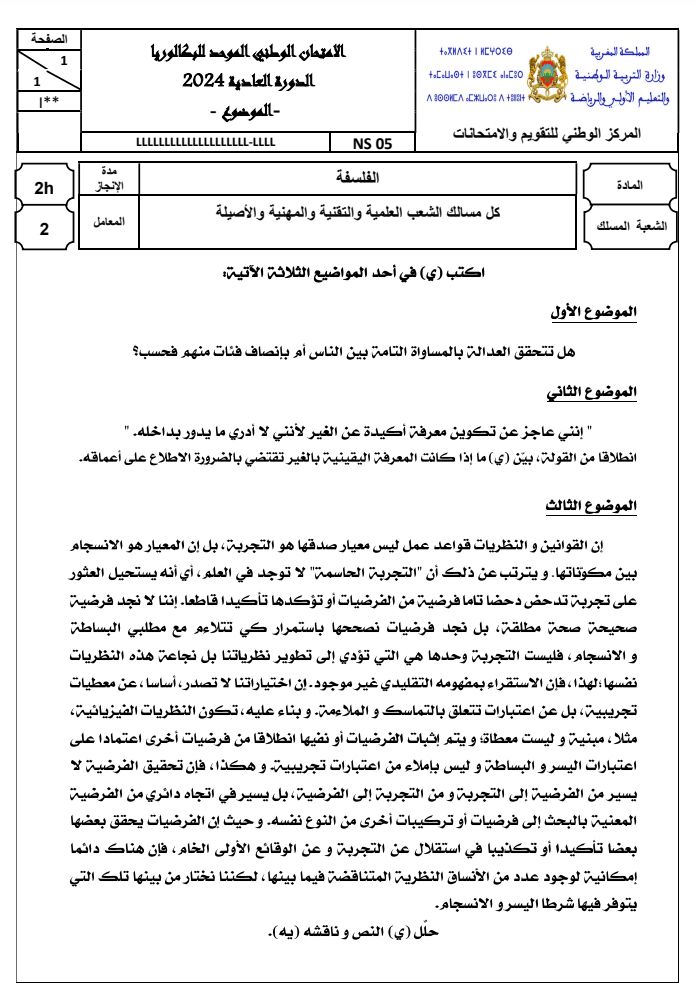 الصفحة
1
1
**|
الامتحان الوطني الموحد للبكالوريا
الدورة العادية 2024
-الموضوع -
المملكة المغربية
وزارة التربية الوطنية
والتعليم الأولي والرياضة
ⵜⴰⴳⵍⴷⵉⵜ ⵏ ⵍⵎⵖⵔⵉⴱ
المركز الوطني للتقويم والامتحانات
LLLLLLLLLLLLLLLLLLLL-LLLL
NS 05
2h
مدة الإنجاز
الفلسفة
المادة
2
المعامل
كل مسالك الشعب العلمية والتقنية والمهنية والأصيلة
الشعبة المسلك
اكتب (ي) في أحد المواضيع الثلاثة الآتية:
الموضوع الأول
هل تتحقق العدالة بالمساواة التامة بين الناس أم بإنصاف فئات منهم فحسب؟
الموضوع الثاني
" إنني عاجز عن تكوين معرفة أكيدة عن الغير لأنني لا أدري ما يدور بداخله. "
انطلاقا من القولة، بيّن (ي) ما إذا كانت المعرفة اليقينية بالغير تقتضي بالضرورة الاطلاع على أعماقه.
الموضوع الثالث
إن القوانين و النظريات قواعد عمل ليس معيار صدقها هو التجربة، بل إن المعيار هو الانسجام
بين مكوّناتها. و يترتب عن ذلك أن "التجربة الحاسمة" لا توجد في العلم، أي أنه يستحيل العثور
على تجربة تدحض دحضا تاما فرضية من الفرضيات أو تؤكدها تأكيدا قاطعا. إننا لا نجد فرضية
صحيحة صحة مطلقة، بل نجد فرضيات نصححها باستمرار كي تتلاءم مع مطلبي البساطة
و الانسجام، فليست التجربة وحدها هي التي تؤدي إلى تطوير نظرياتنا بل نجاعة هذه النظريات
نفسها؛ لهذا، فإن الاستقراء بمفهومه التقليدي غير موجود. إن اختياراتنا لا تصدر، أساسا، عن معطيات
تجريبية، بل عن اعتبارات تتعلق بالتماسك و الملاءمة. و بناء عليه، تكون النظريات الفيزيائية،
مثلا، مبنية و ليست معطاة؛ و يتم إثبات الفرضيات أو نفيها انطلاقا من فرضيات أخرى اعتمادا على
اعتبارات اليسر و البساطة و ليس بإملاء من اعتبارات تجريبية. و هكذا، فإن تحقيق الفرضية لا
يسير من الفرضية إلى التجربة و من التجربة إلى الفرضية، بل يسير في اتجاه دائري من الفرضية
المعنية بالبحث إلى فرضيات أو تركيبات أخرى من النوع نفسه. و حيث إن الفرضيات يحقق بعضها
بعضا تأكيدا أو تكذيبا في استقلال عن التجربة و عن الوقائع الأولى الخام، فإن هناك دائما
إمكانية لوجود عدد من الأنساق النظرية المتناقضة فيما بينها، لكننا نختار من بينها تلك التي
يتوفر فيها شرطا اليسر و الانسجام.
حلّل (ي) النص و ناقشه (يه).